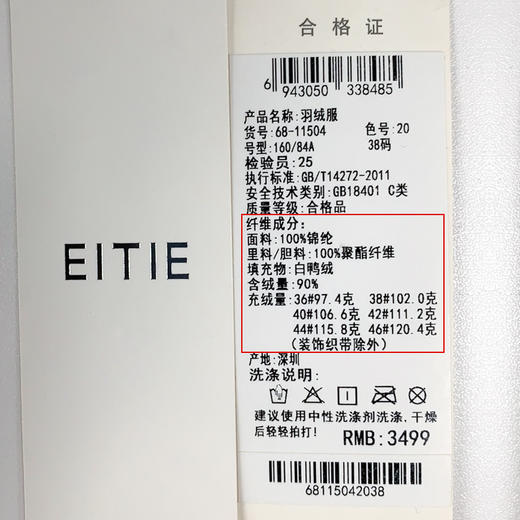 合格证
6 943050 338485
产品名称:羽绒服
货号:68-11504 色号:20
号型:160/84A 38码
检验员:25
执行标准:GB/T14272-2011
安全技术类别:GB18401 C类
质量等级:合格品
纤维成分:
面料:100%锦纶
里料/胆料:100%聚酯纤维
填充物:白鸭绒
含绒量:90%
充绒量:36#97.4克 38#102.0克
40#106.6克 42#111.2克
44#115.8克 46#120.4克
(装饰织带除外)
产地:深圳
洗涤说明:
建议使用中性洗涤剂洗涤,干燥
后轻轻拍打!
RMB:3499
68115042038
EITIE